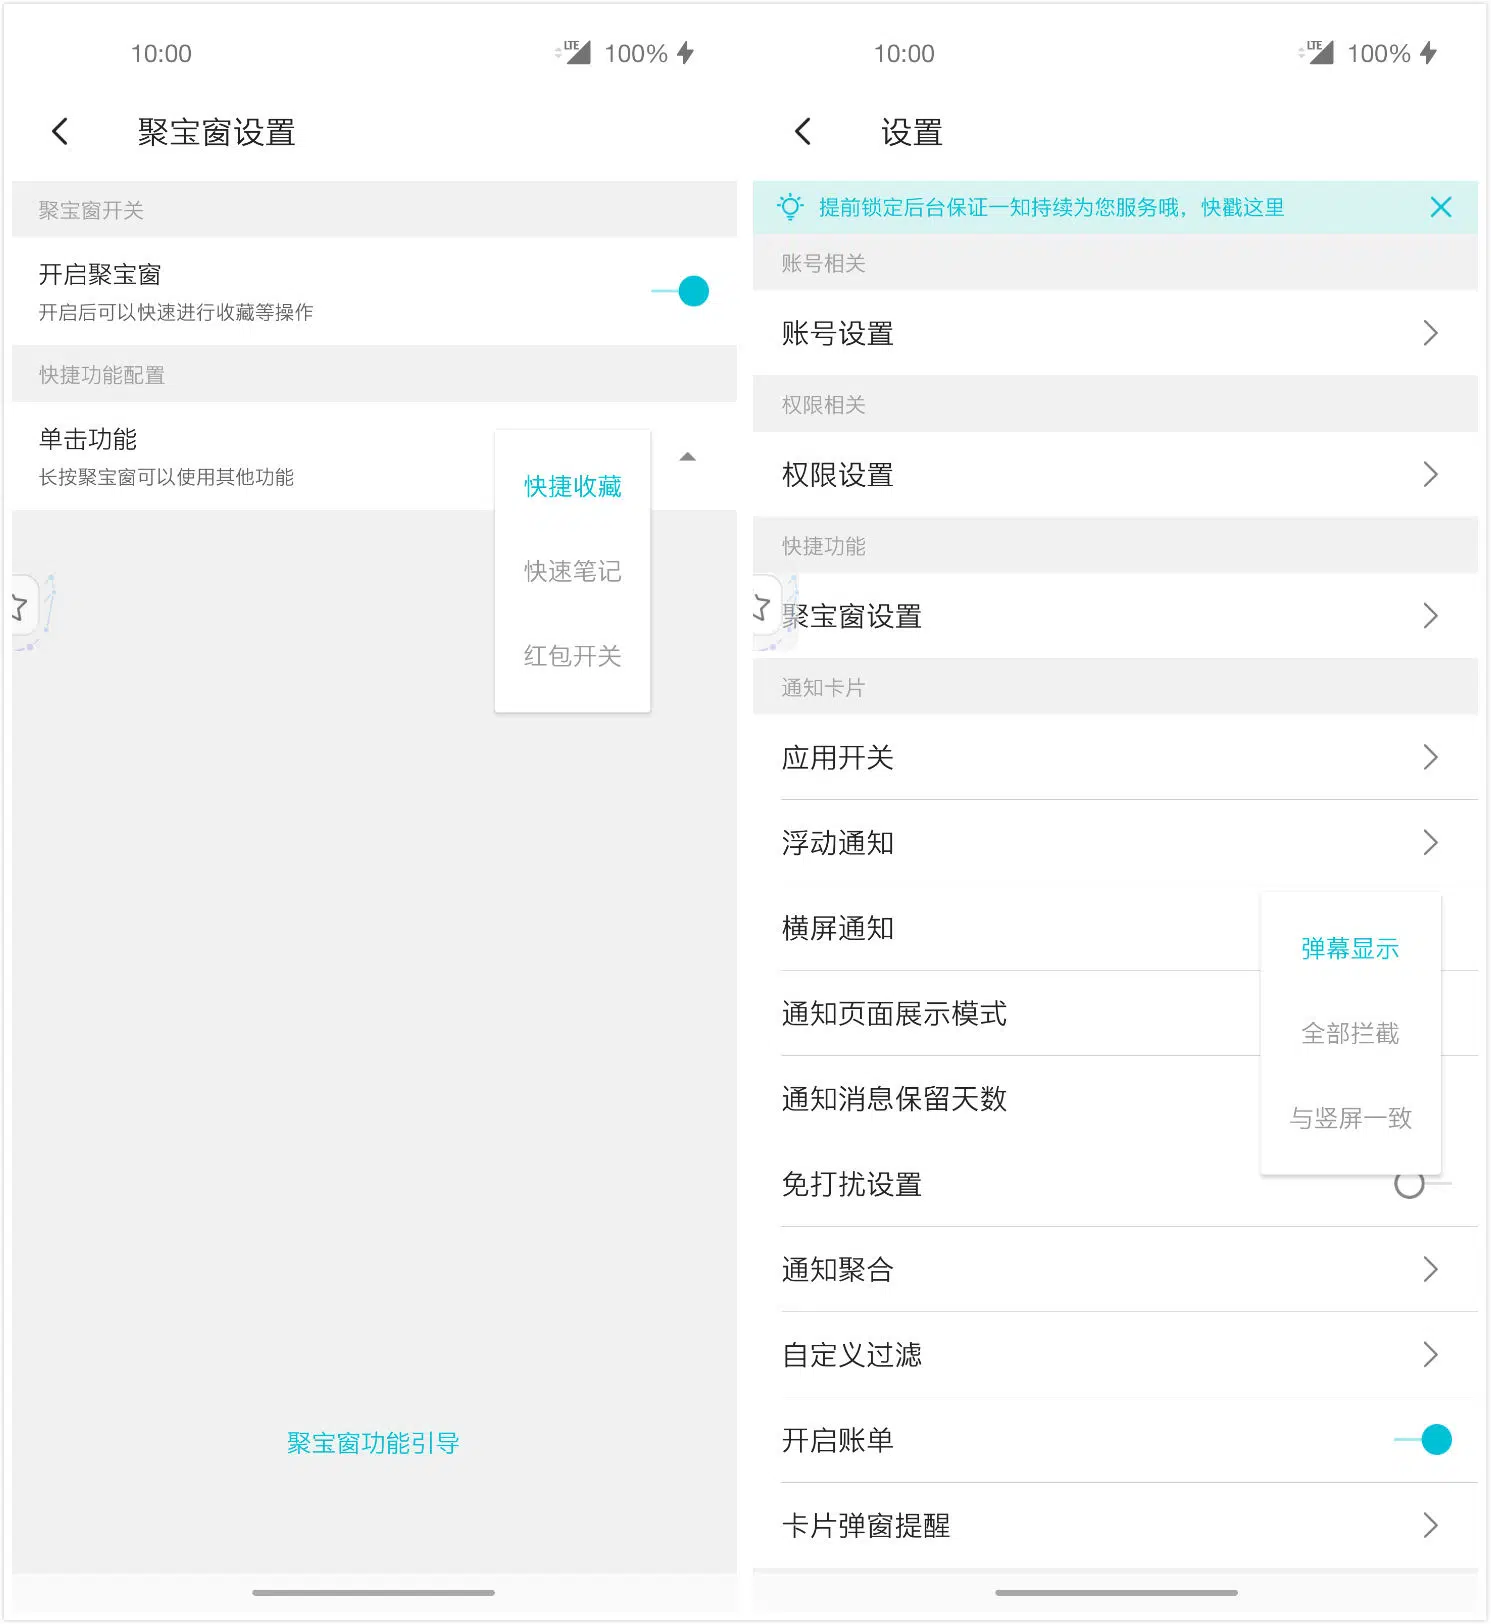 10:00
LTE 100%
聚宝窗设置
聚宝窗开关
开启聚宝窗
开启后可以快速进行收藏等操作
快捷功能配置
单击功能
长按聚宝窗可以使用其他功能
快捷收藏
快速笔记
红包开关
聚宝窗功能引导
10:00
LTE 100%
设置
提前锁定后台保证一知持续为您服务哦，快戳这里
账号相关
账号设置
权限相关
权限设置
快捷功能
聚宝窗设置
通知卡片
应用开关
浮动通知
横屏通知
弹幕显示
通知页面展示模式
全部拦截
通知消息保留天数
与竖屏一致
免打扰设置
通知聚合
自定义过滤
开启账单
卡片弹窗提醒